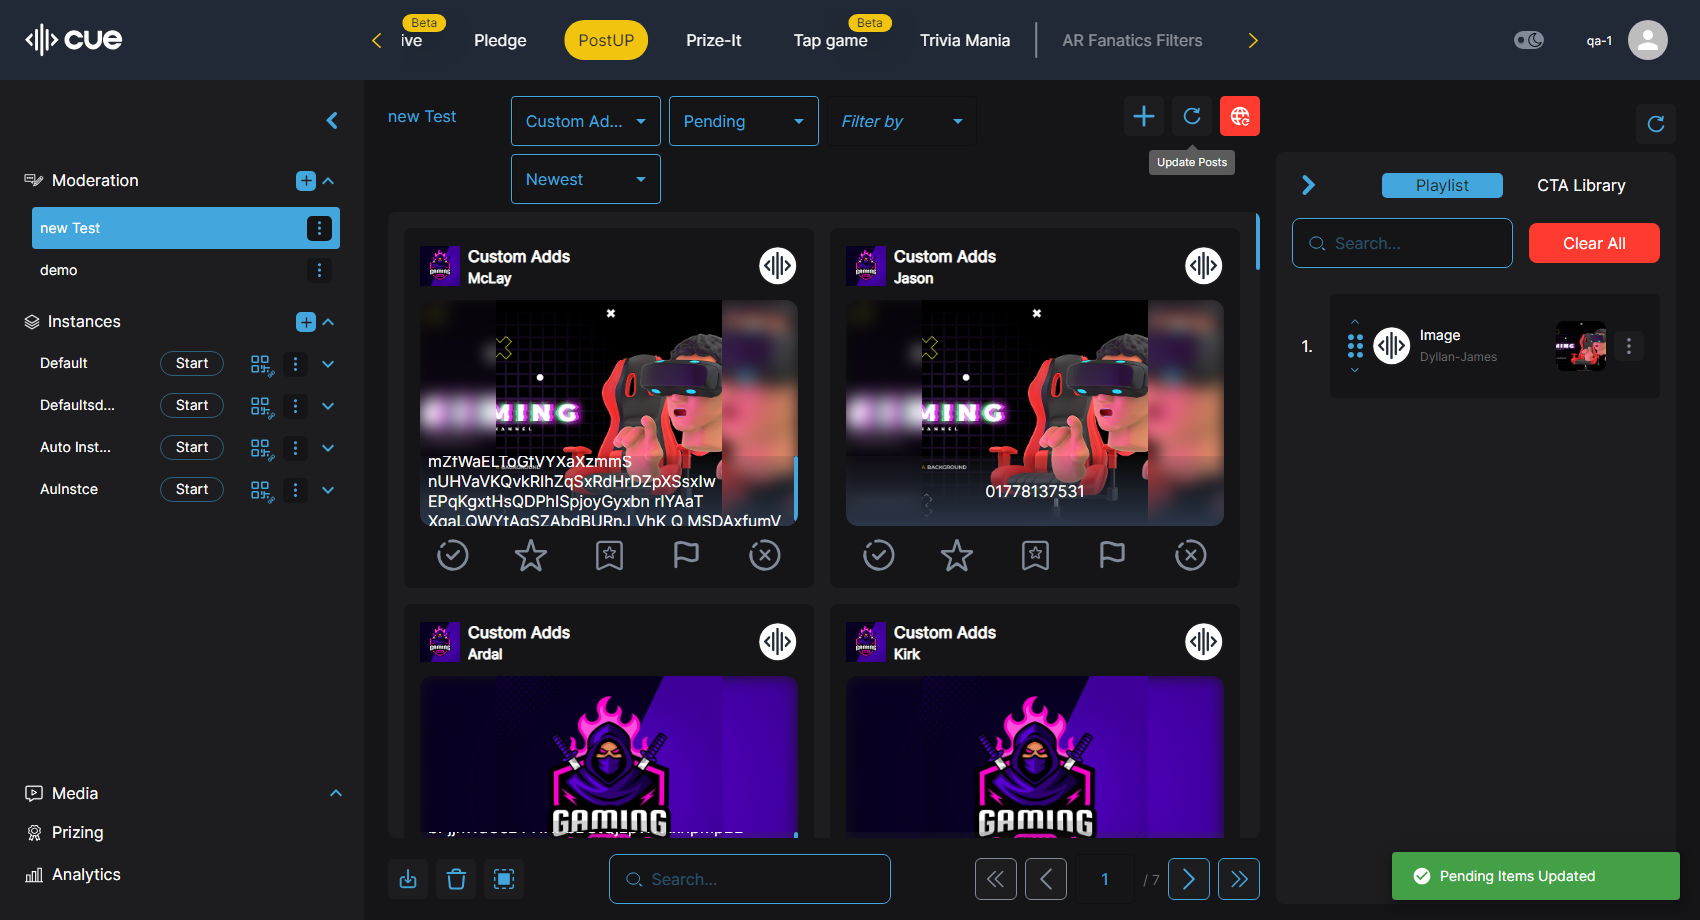 cue
Beta
ive
Pledge
PostUP
Prize-It
Beta
Tap game
Trivia Mania
AR Fanatics Filters
qa-1
Moderation
new Test
demo
Instances
Default
Start
Defaultsd...
Start
Auto Inst...
Start
AuInstce
Start
Media
Prizing
Analytics
new Test
Custom Ad...
Pending
Filter by
Newest
Update Posts
Custom Adds
McLay
MING
CHANNEL
BACKGROUND
nUHVaVKQvkRlhZqSxRdHrDZpXSsxIw
EPqKgxtHsQDPhISpjoyGyxbn rIYAaT
Custom Adds
Jason
MING
CHANNEL
BACKGROUND
01778137531
Custom Adds
Ardal
GAMING
Custom Adds
Kirk
GAMING
Search...
1
/ 7
Playlist
CTA Library
Search...
Clear All
1.
Image
Dyllan-James
Pending Items Updated